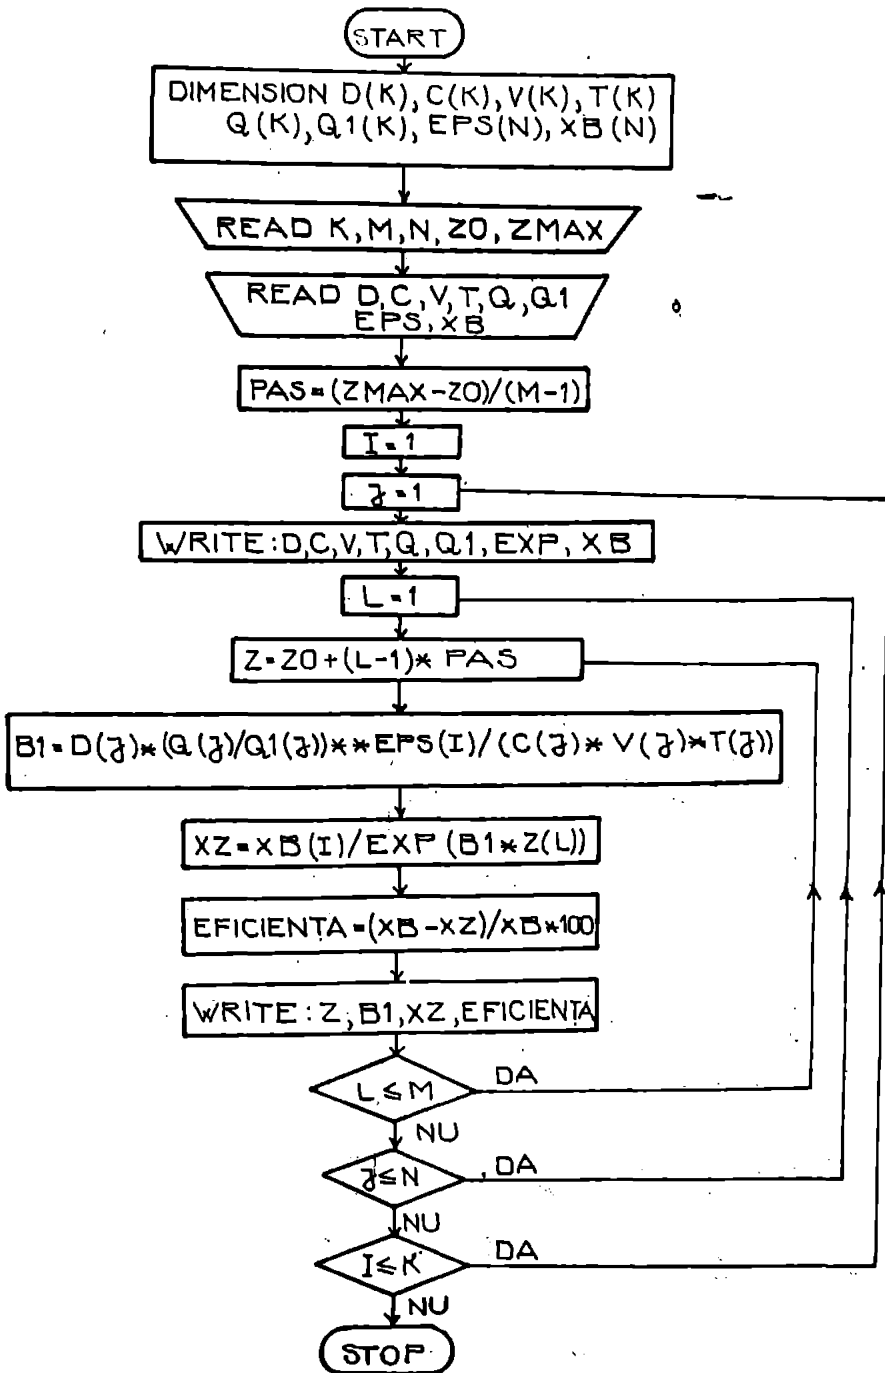 START
DIMENSION D(K), C(K), V(K), T(K)
Q(K), Q1(K), EPS(N), XB(N)
READ K, M, N, Z0, ZMAX
READ D, C, V, T, Q, Q1
EPS, XB
PAS=(ZMAX-Z0)/(M-1)
I=1
J=1
WRITE: D, C, V, T, Q, Q1, EXP, XB
L=1
Z=Z0+(L-1)* PAS
B1=D(J)*(Q(J)/Q1(J))**EPS(I)/(C(J)*V(J)*T(J))
XZ=XB(I)/EXP(B1*Z(L))
EFICIENTA=(XB-XZ)/XB*100
WRITE: Z, B1, XZ, EFICIENTA
L≤M DA
NU
J≤N DA
NU
I≤K DA
NU
STOP